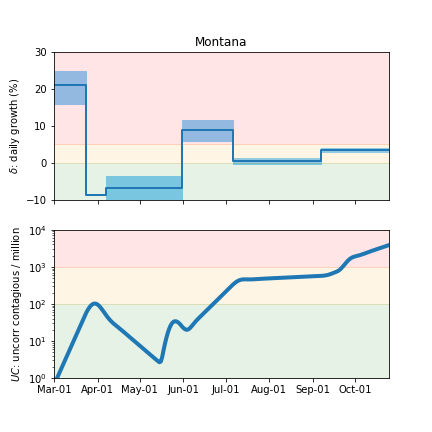 Montana
δ: daily growth (%)
30
20
10
0
−10
UC: uncorr contagious / million
10⁴
10³
10²
10¹
10⁰
Mar-01 Apr-01 May-01 Jun-01 Jul-01 Aug-01 Sep-01 Oct-01